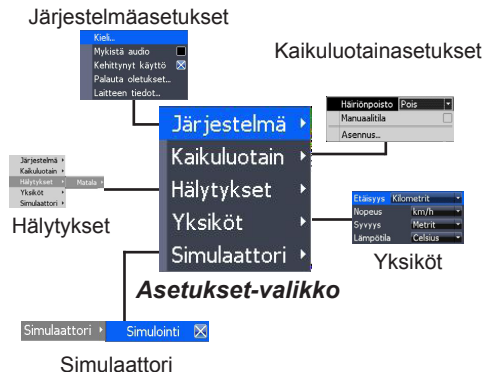 Järjestelmäasetukset
Kieli...
Mykistä audio
Kehittynyt käyttö
Palauta oletukset...
Laitteen tiedot...
Kaikuluotainasetukset
Häiriönpoisto Pois
Manuaalitila
Asennus...
Järjestelmä
Kaikuluotain
Hälytykset
Yksiköt
Simulaattori
Järjestelmä
Kaikuluotain
Hälytykset Matala
Yksiköt
Simulaattori
Hälytykset
Etäisyys Kilometrit
Nopeus km/h
Syvyys Metrit
Lämpötila Celsius
Yksiköt
Asetukset-valikko
Simulaattori Simulointi
Simulaattori